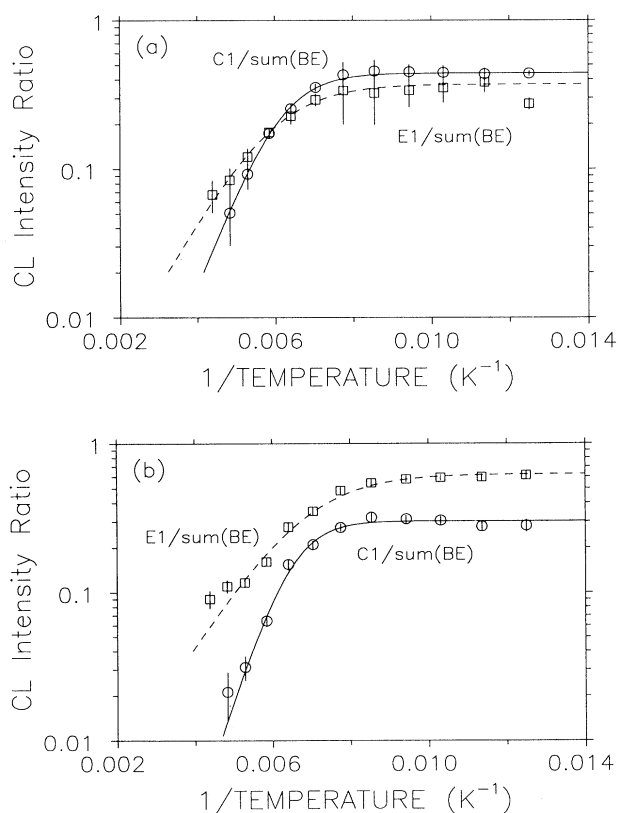 1
(a)
C1/sum(BE)
E1/sum(BE)
0.1
0.01
CL Intensity Ratio
0.002
0.006
0.010
0.014
1/TEMPERATURE (K⁻¹)
1
(b)
E1/sum(BE)
C1/sum(BE)
0.1
0.01
CL Intensity Ratio
0.002
0.006
0.010
0.014
1/TEMPERATURE (K⁻¹)